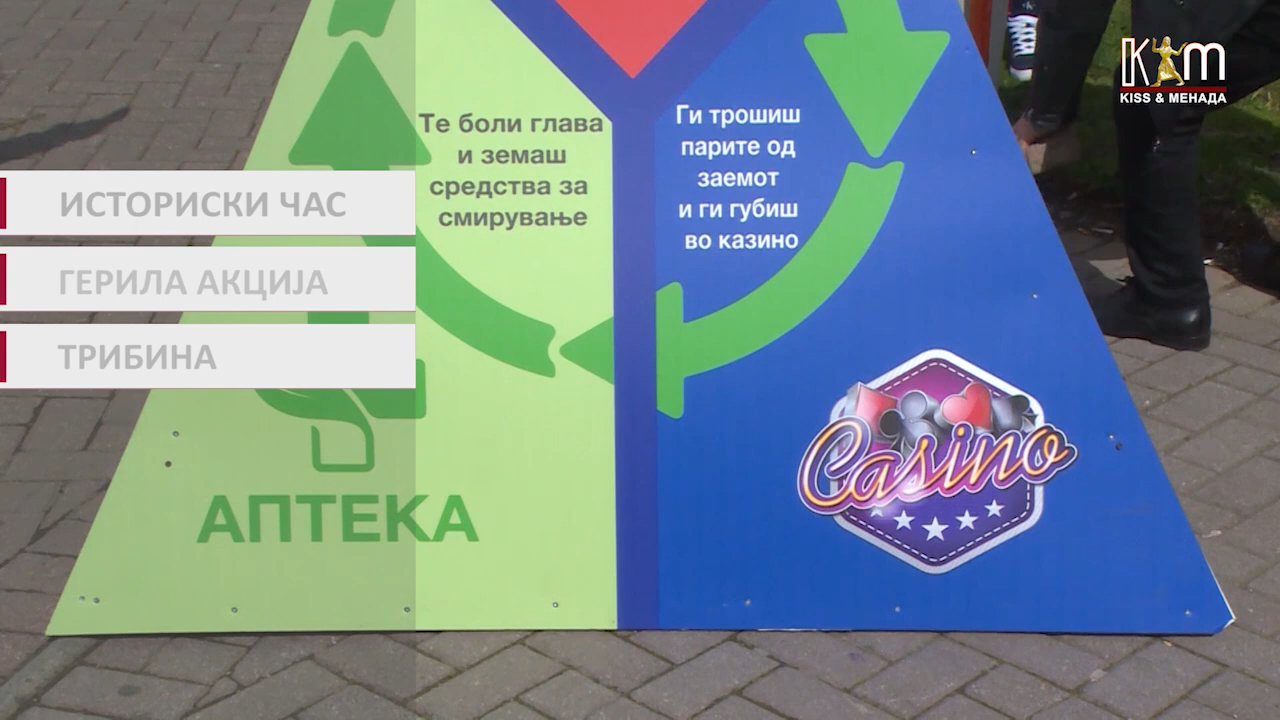 KM
KISS & МЕНАДА
ИСТОРИСКИ ЧАС
ГЕРИЛА АКЦИЈА
ТРИБИНА
Те боли глава
и земаш
средства за
смирување
АПТЕКА
Ги трошиш
парите од
заемот
и ги губиш
во казино
Casino